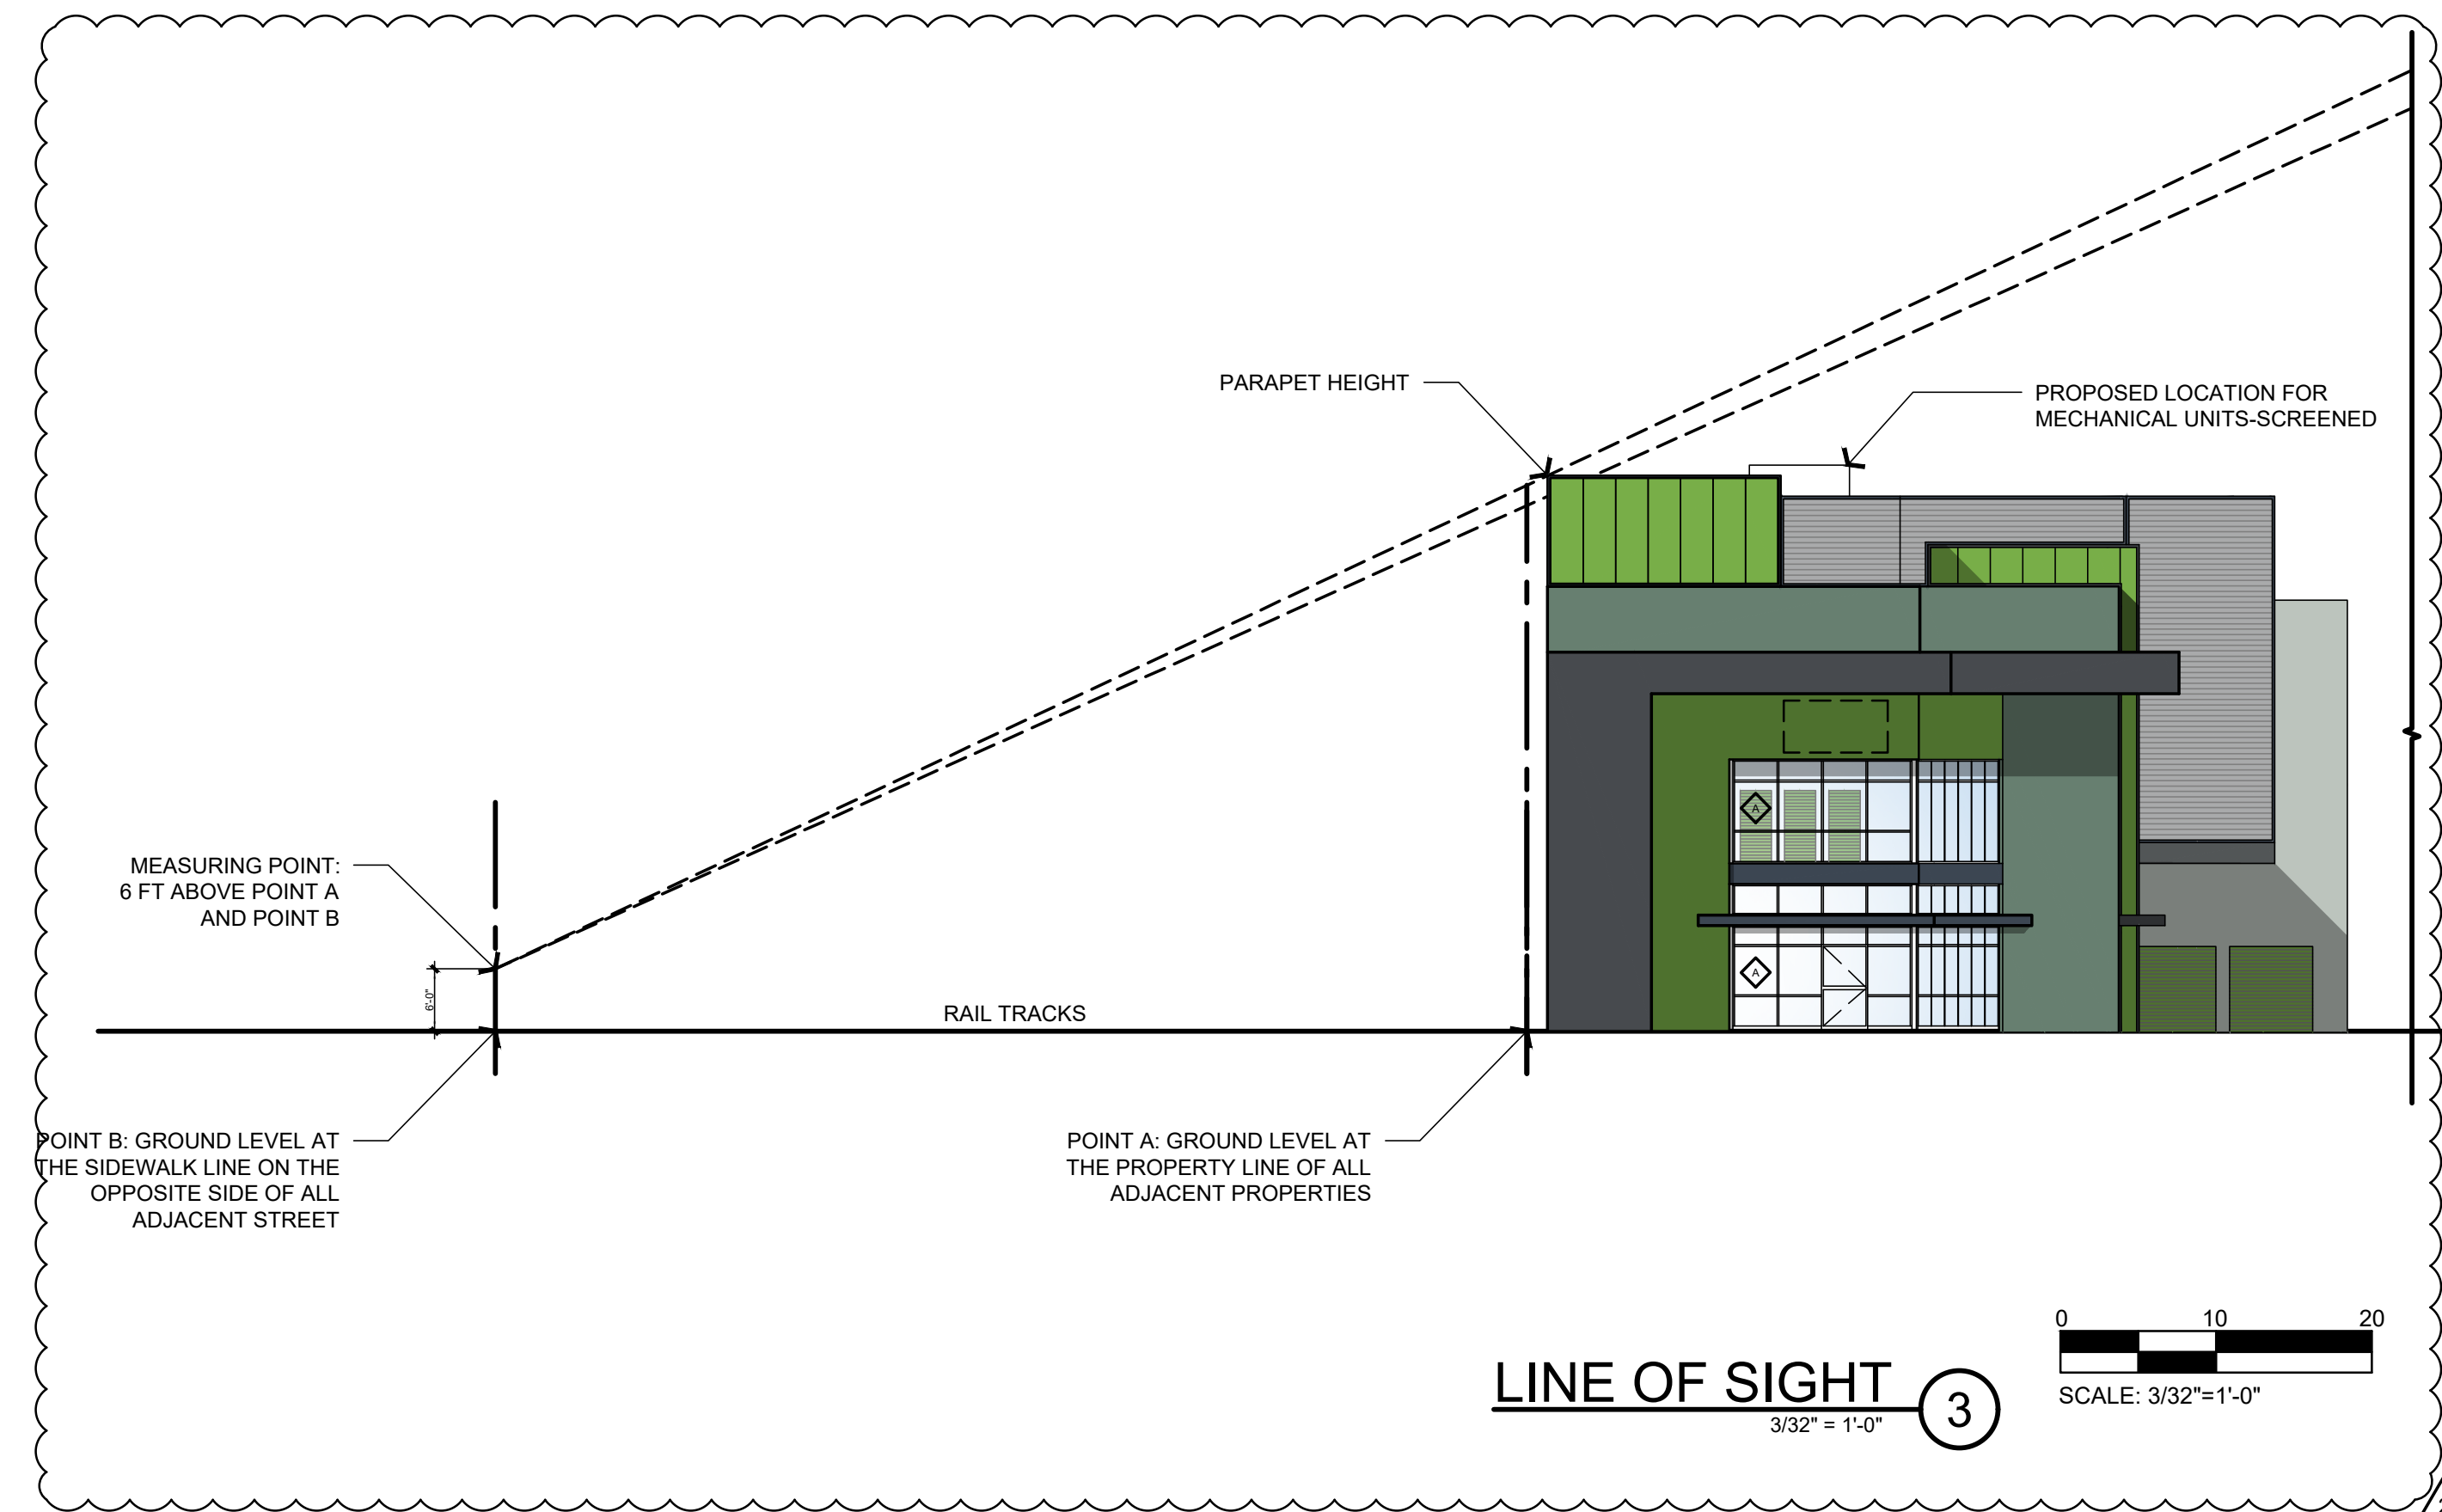 PARAPET HEIGHT
PROPOSED LOCATION FOR
MECHANICAL UNITS-SCREENED
MEASURING POINT:
6 FT ABOVE POINT A
AND POINT B
6'-0"
A
A
RAIL TRACKS
POINT B: GROUND LEVEL AT
THE SIDEWALK LINE ON THE
OPPOSITE SIDE OF ALL
ADJACENT STREET
POINT A: GROUND LEVEL AT
THE PROPERTY LINE OF ALL
ADJACENT PROPERTIES
LINE OF SIGHT
3
3/32" = 1'-0"
0 10 20
SCALE: 3/32"=1'-0"